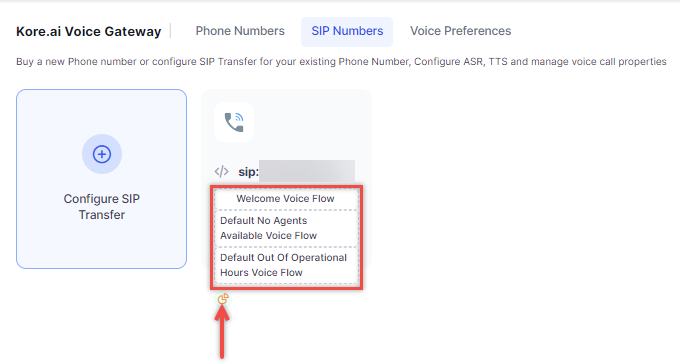 Kore.ai Voice Gateway
Phone Numbers
SIP Numbers
Voice Preferences
Buy a new Phone number or configure SIP Transfer for your existing Phone Number, Configure ASR, TTS and manage voice call properties
Configure SIP
Transfer
sip:
Welcome Voice Flow
Default No Agents
Available Voice Flow
Default Out Of Operational
Hours Voice Flow